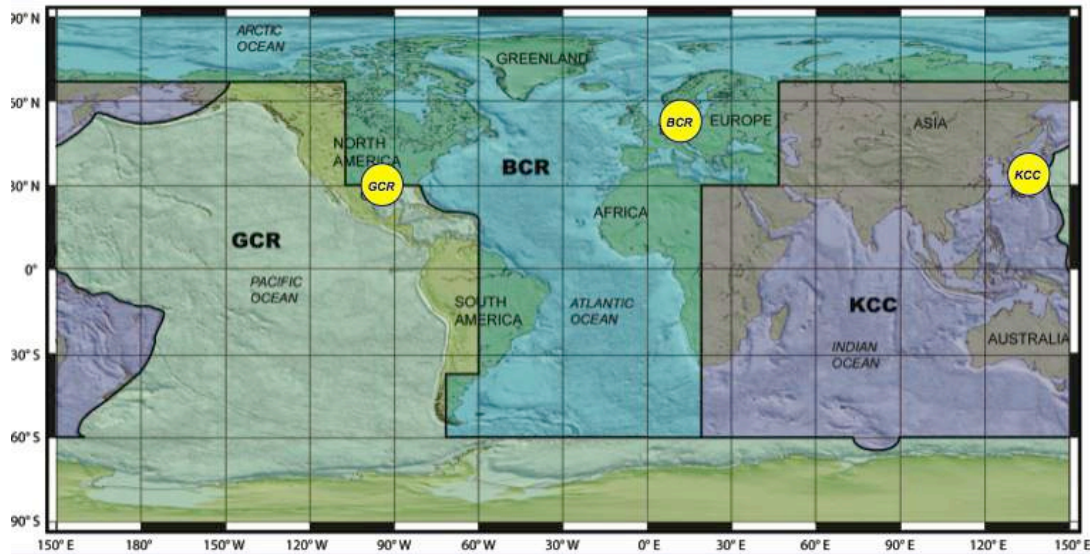 90° N
ARCTIC
OCEAN
GREENLAND
50° N
BCR
EUROPE
ASIA
NORTH
AMERICA
BCR
KCC
30° N
GCR
AFRICA
GCR
0°
PACIFIC
OCEAN
SOUTH
AMERICA
ATLANTIC
OCEAN
KCC
AUSTRALIA
INDIAN
OCEAN
30° S
60° S
90° S
150° E
180° W
150° W
120° W
90° W
60° W
30° W
0° E
30° E
60° E
90° E
120° E
150° E